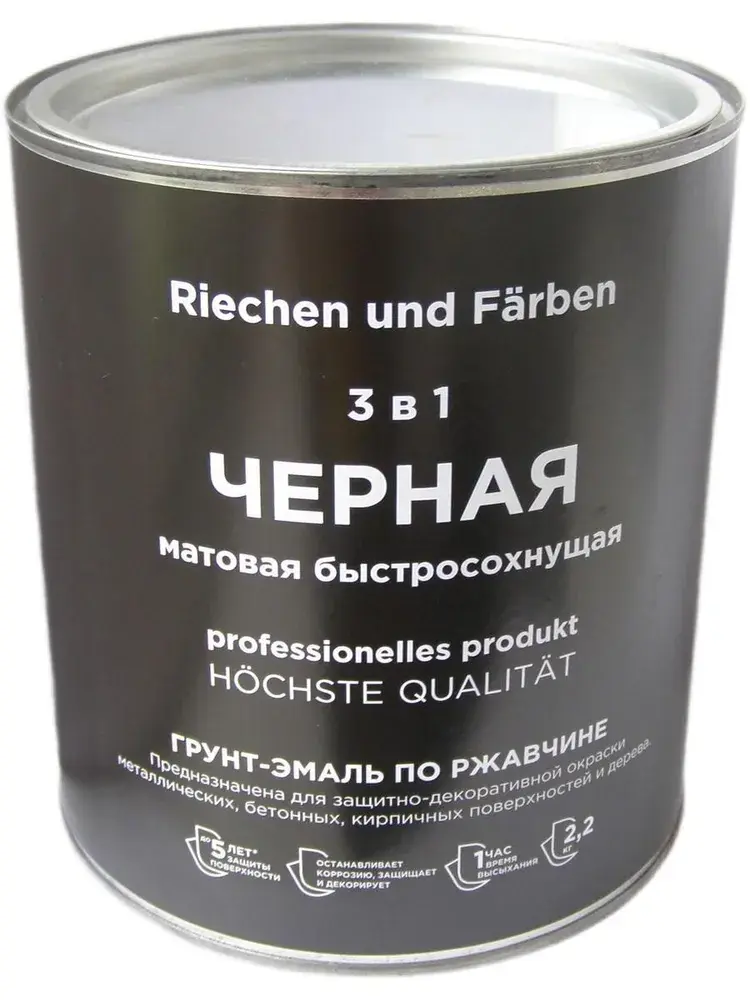 Riechen und Färben
3 в 1
ЧЕРНАЯ
матовая быстросохнущая
professionelles produkt
HÖCHSTE QUALITÄT
ГРУНТ-ЭМАЛЬ ПО РЖАВЧИНЕ
Предназначена для защитно-декоративной окраски
металлических, бетонных, кирпичных поверхностей и дерева.
ДО 5 ЛЕТ*
ЗАЩИТЫ
ПОВЕРХНОСТИ
ОСТАНАВЛИВАЕТ
КОРРОЗИЮ, ЗАЩИЩАЕТ
И ДЕКОРИРУЕТ
1 ЧАС
ВРЕМЯ
ВЫСЫХАНИЯ
2,2
КГ